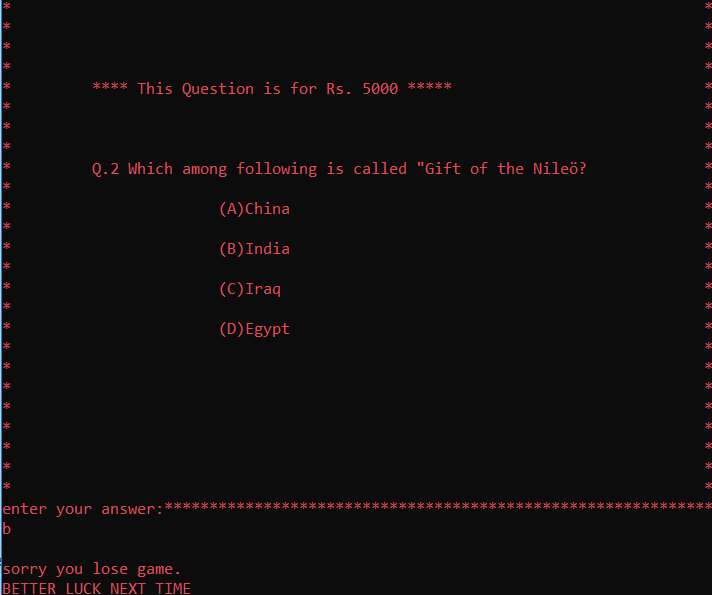 **** This Question is for Rs. 5000 *****
Q.2 Which among following is called "Gift of the Nileö?
(A)China
(B)India
(C)Iraq
(D)Egypt
enter your answer:*************************************************************
b
sorry you lose game.
BETTER LUCK NEXT TIME